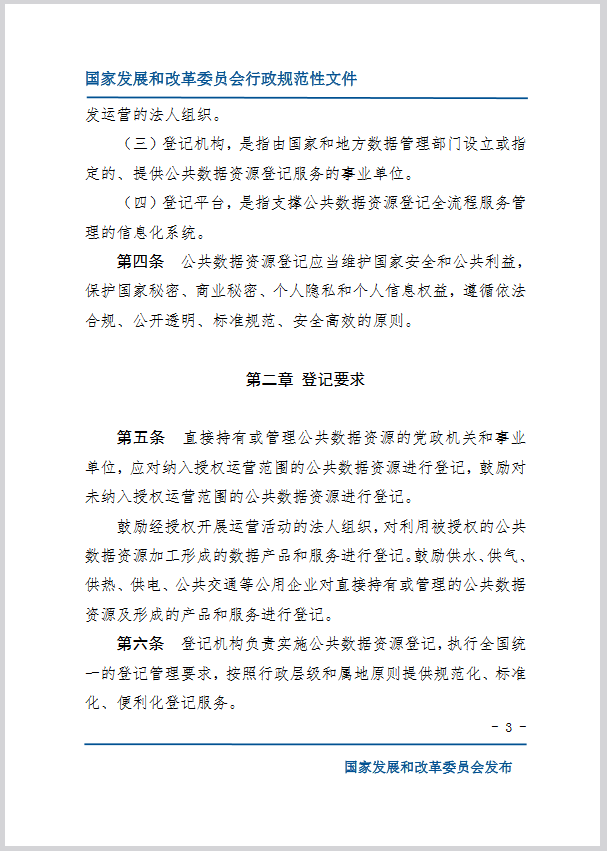 国家发展和改革委员会行政规范性文件
发运营的法人组织。
（三）登记机构，是指由国家和地方数据管理部门设立或指
定的、提供公共数据资源登记服务的事业单位。
（四）登记平台，是指支撑公共数据资源登记全流程服务管
理的信息化系统。
第四条 公共数据资源登记应当维护国家安全和公共利益，
保护国家秘密、商业秘密、个人隐私和个人信息权益，遵循依法
合规、公开透明、标准规范、安全高效的原则。
第二章 登记要求
第五条 直接持有或管理公共数据资源的党政机关和事业
单位，应对纳入授权运营范围的公共数据资源进行登记，鼓励对
未纳入授权运营范围的公共数据资源进行登记。
鼓励经授权开展运营活动的法人组织，对利用被授权的公共
数据资源加工形成的数据产品和服务进行登记。鼓励供水、供气、
供热、供电、公共交通等公用企业对直接持有或管理的公共数据
资源及形成的产品和服务进行登记。
第六条 登记机构负责实施公共数据资源登记，执行全国统
一的登记管理要求，按照行政层级和属地原则提供规范化、标准
化、便利化登记服务。
- 3 -
国家发展和改革委员会发布